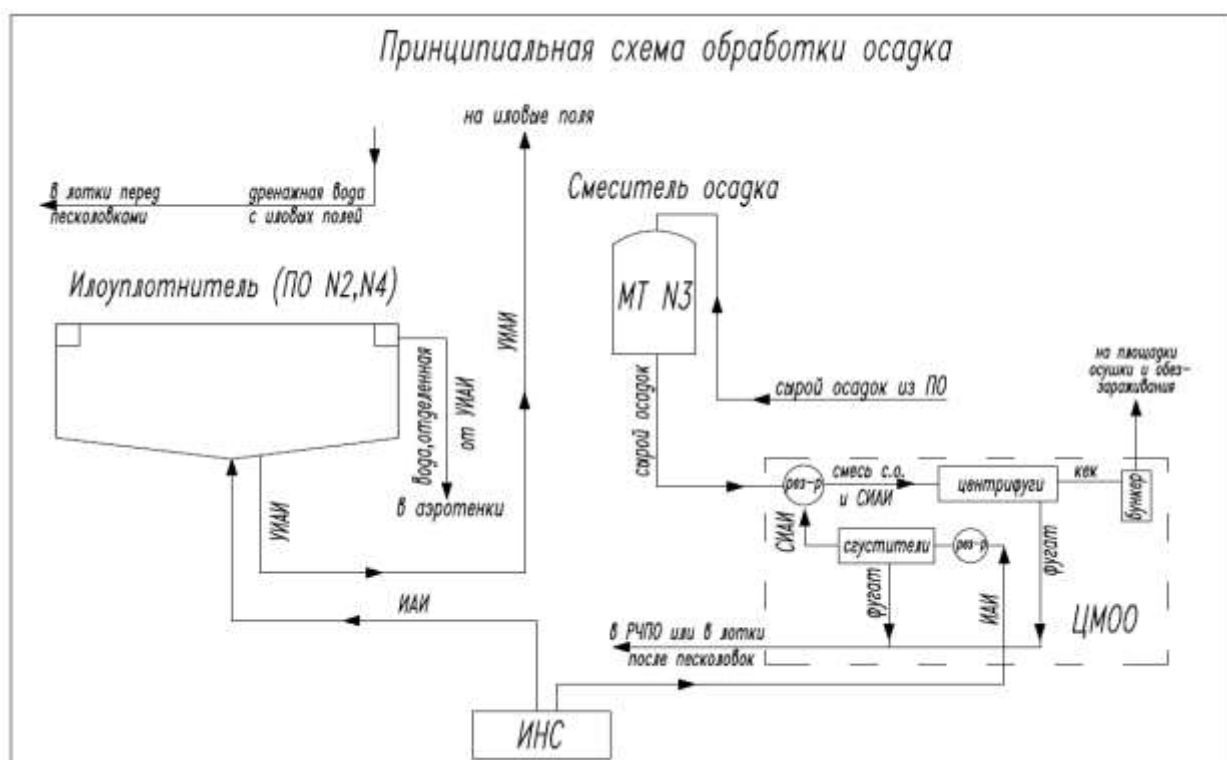 Принципиальная схема обработки осадка
на иловые поля
в лотки перед
песколовками
дренажная вода
с иловых полей
Смеситель осадка
МТ N3
Илоуплотнитель (ПО N2,N4)
УИАИ
вода,отделенная
от УИАИ
в аэротенки
УИАИ
сырой осадок
сырой осадок из ПО
на площадки
осушки и обез-
зараживания
рез-р
смесь с.о.
и СИАИ
центрифуги
кек
бункер
СИАИ
сгустители
рез-р
фугат
ИАИ
фугат
ЦМОО
ИАИ
в РЧПО или в лотки
после песколовок
ИНС